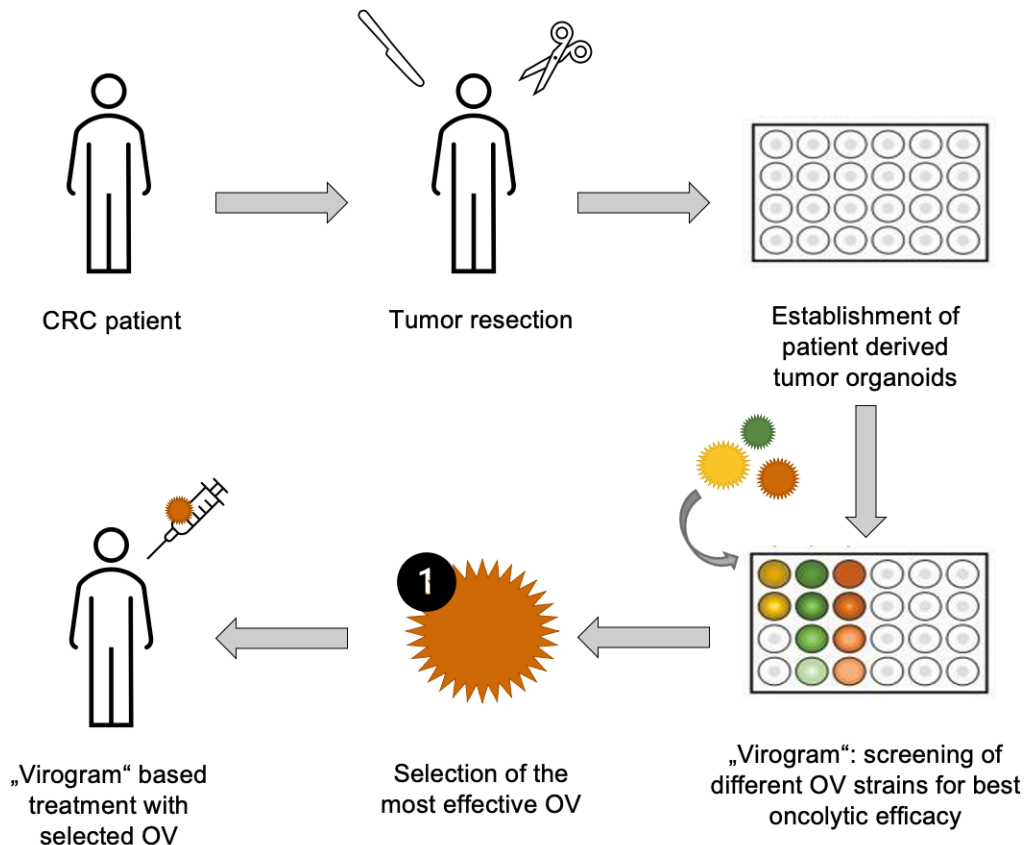 CRC patient
Tumor resection
Establishment of
patient derived
tumor organoids
1
„Virogram“ based
treatment with
selected OV
Selection of the
most effective OV
„Virogram“: screening of
different OV strains for best
oncolytic efficacy